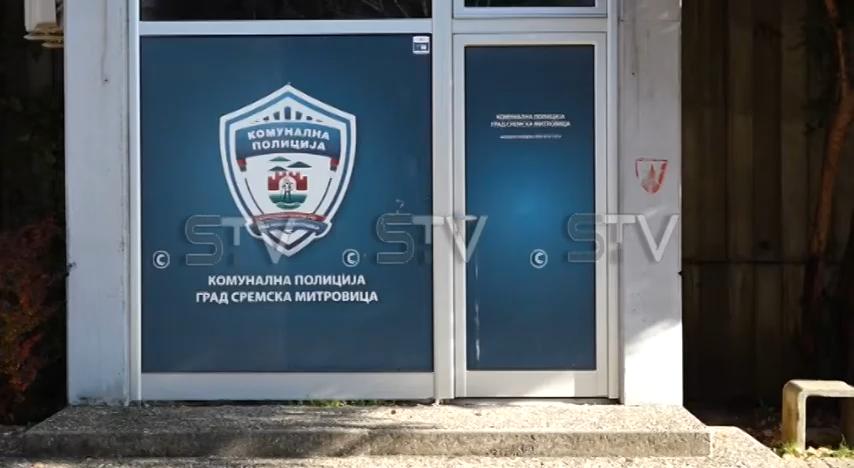 КОМУНАЛНА
ПОЛИЦИЈА
КОМУНАЛНА ПОЛИЦИЈА
ГРАД СРЕМСКА МИТРОВИЦА
КОМУНАЛНА ПОЛИЦИЈА
ГРАД СРЕМСКА МИТРОВИЦА
© STV © STV © STV